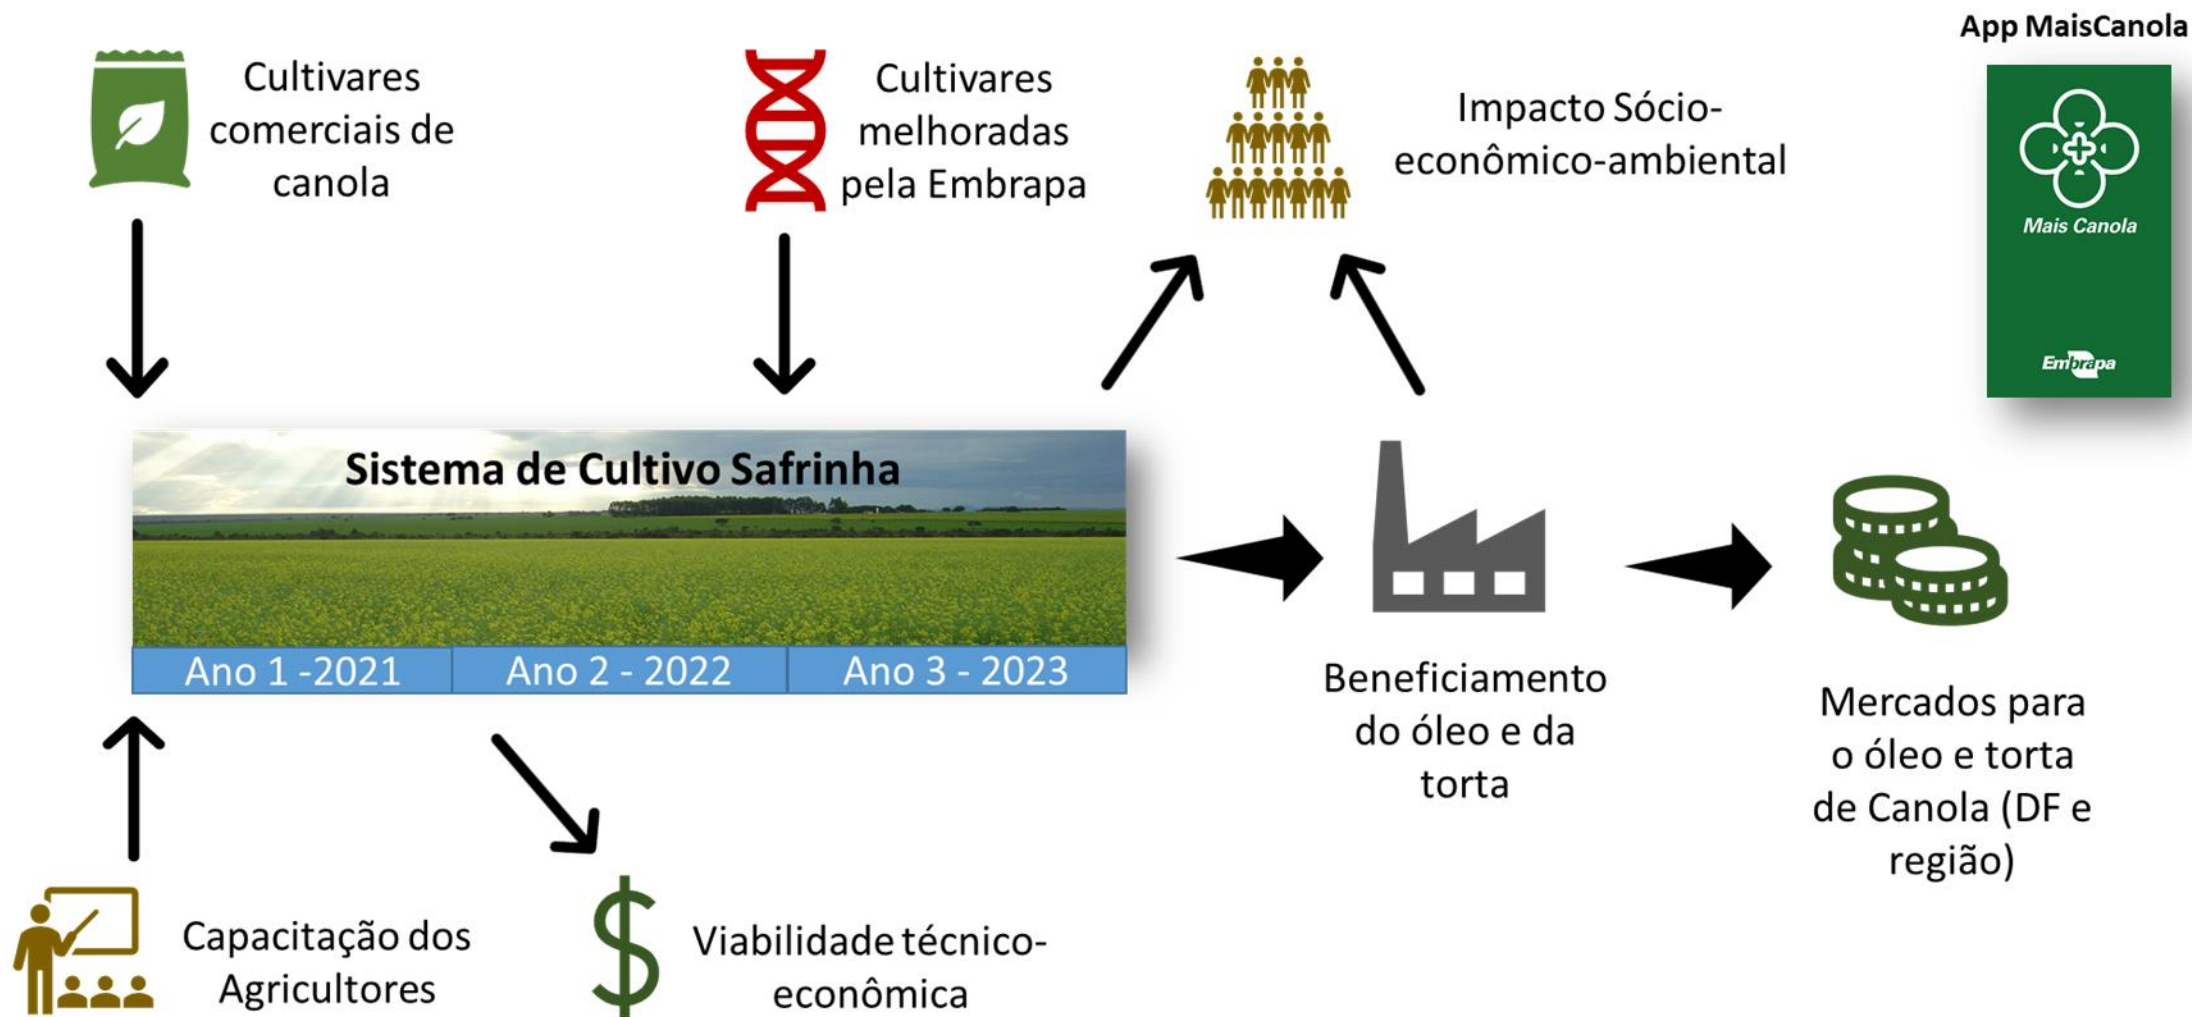 App MaisCanola
Cultivares
comerciais de
canola
Cultivares
melhoradas
pela Embrapa
Impacto Sócio-
econômico-ambiental
Mais Canola
Embrapa
Sistema de Cultivo Safrinha
Ano 1 -2021
Ano 2 - 2022
Ano 3 - 2023
Beneficiamento
do óleo e da
torta
Mercados para
o óleo e torta
de Canola (DF e
região)
Capacitação dos
Agricultores
$
Viabilidade técnico-
econômica